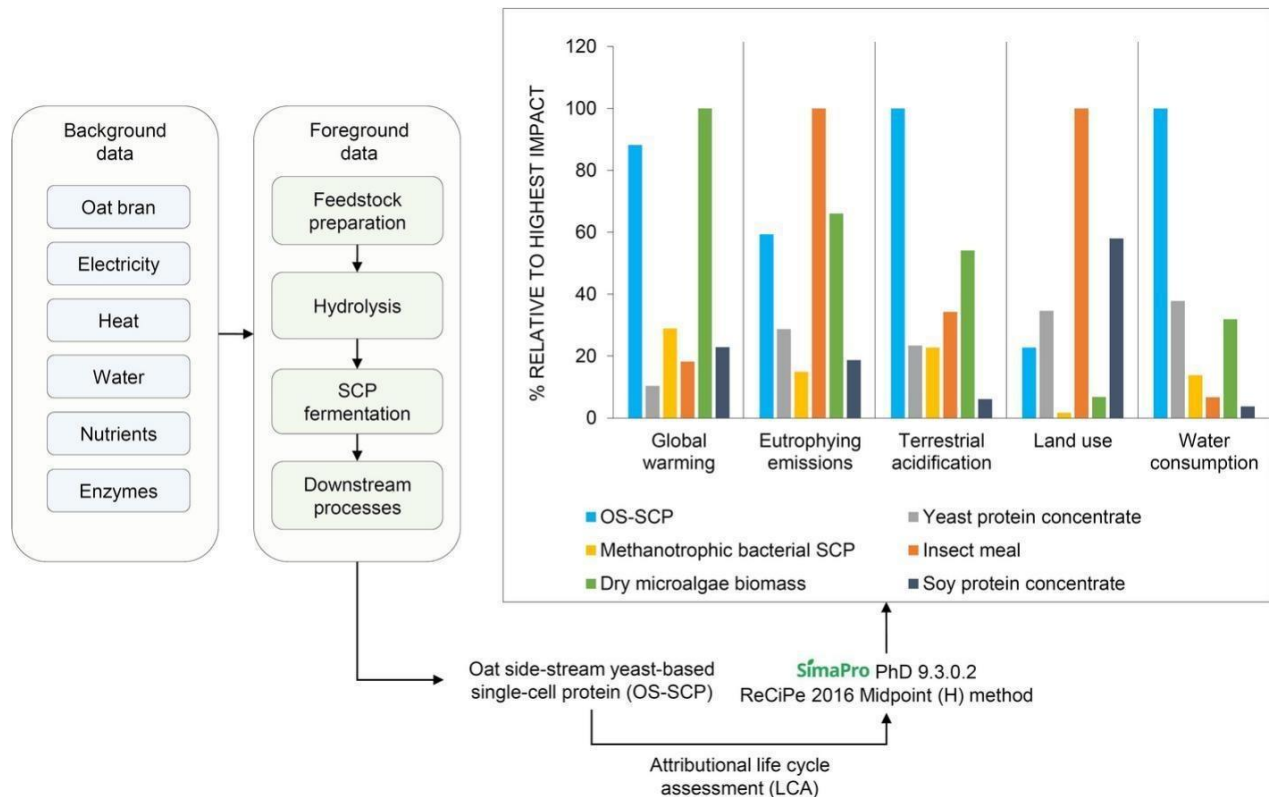 Background
data
Oat bran
Electricity
Heat
Water
Nutrients
Enzymes
Foreground
data
Feedstock
preparation
Hydrolysis
SCP
fermentation
Downstream
processes
% RELATIVE TO HIGHEST IMPACT
120
100
80
60
40
20
0
Global
warming
Eutrophying
emissions
Terrestrial
acidification
Land use
Water
consumption
OS-SCP
Yeast protein concentrate
Methanotrophic bacterial SCP
Insect meal
Dry microalgae biomass
Soy protein concentrate
Oat side-stream yeast-based
single-cell protein (OS-SCP)
SimaPro PhD 9.3.0.2
ReCiPe 2016 Midpoint (H) method
Attributional life cycle
assessment (LCA)